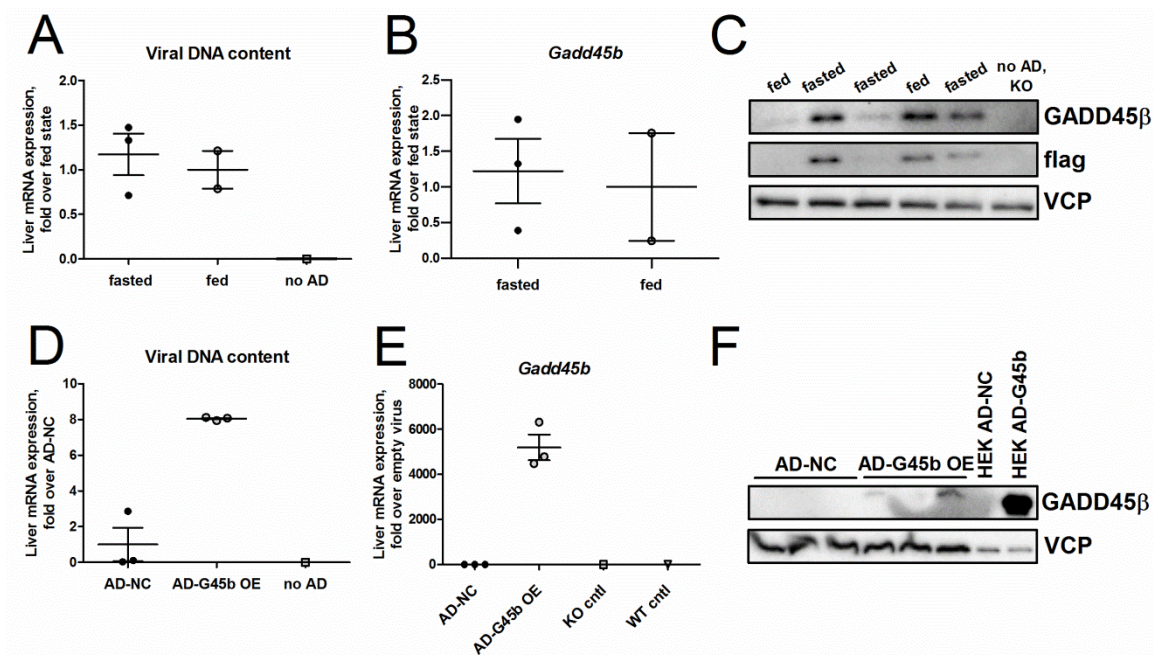 A
Viral DNA content
Liver mRNA expression,
fold over fed state
2.0
1.5
1.0
0.5
0.0
fasted
fed
no AD
B
Gadd45b
Liver mRNA expression,
fold over fed state
2.5
2.0
1.5
1.0
0.5
0.0
fasted
fed
C
fed
fasted
fasted
fed
fasted
no AD,
KO
GADD45β
flag
VCP
D
Viral DNA content
Liver mRNA expression,
fold over AD-NC
10
8
6
4
2
0
AD-NC
AD-G45b OE
no AD
E
Gadd45b
Liver mRNA expression,
fold over empty virus
8000
6000
4000
2000
0
AD-NC
AD-G45b OE
KO cntl
WT cntl
F
AD-NC
AD-G45b OE
HEK AD-NC
HEK AD-G45b
GADD45β
VCP